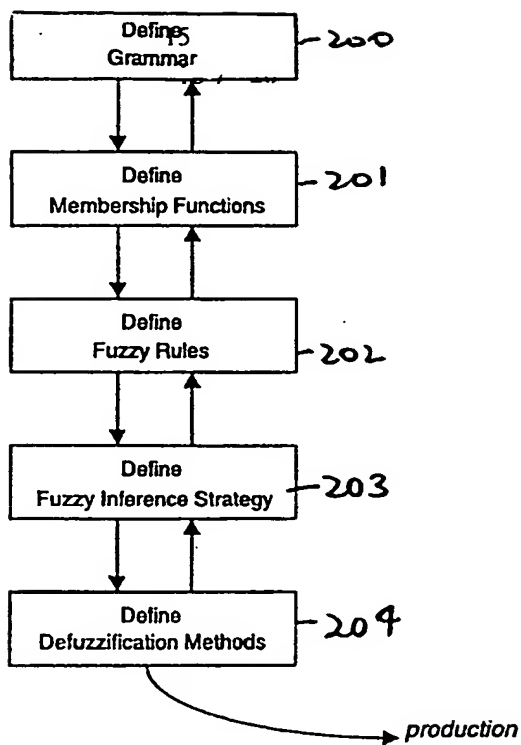 Define
Grammar
200
Define
Membership Functions
201
Define
Fuzzy Rules
202
Define
Fuzzy Inference Strategy
203
Define
Defuzzification Methods
204
production